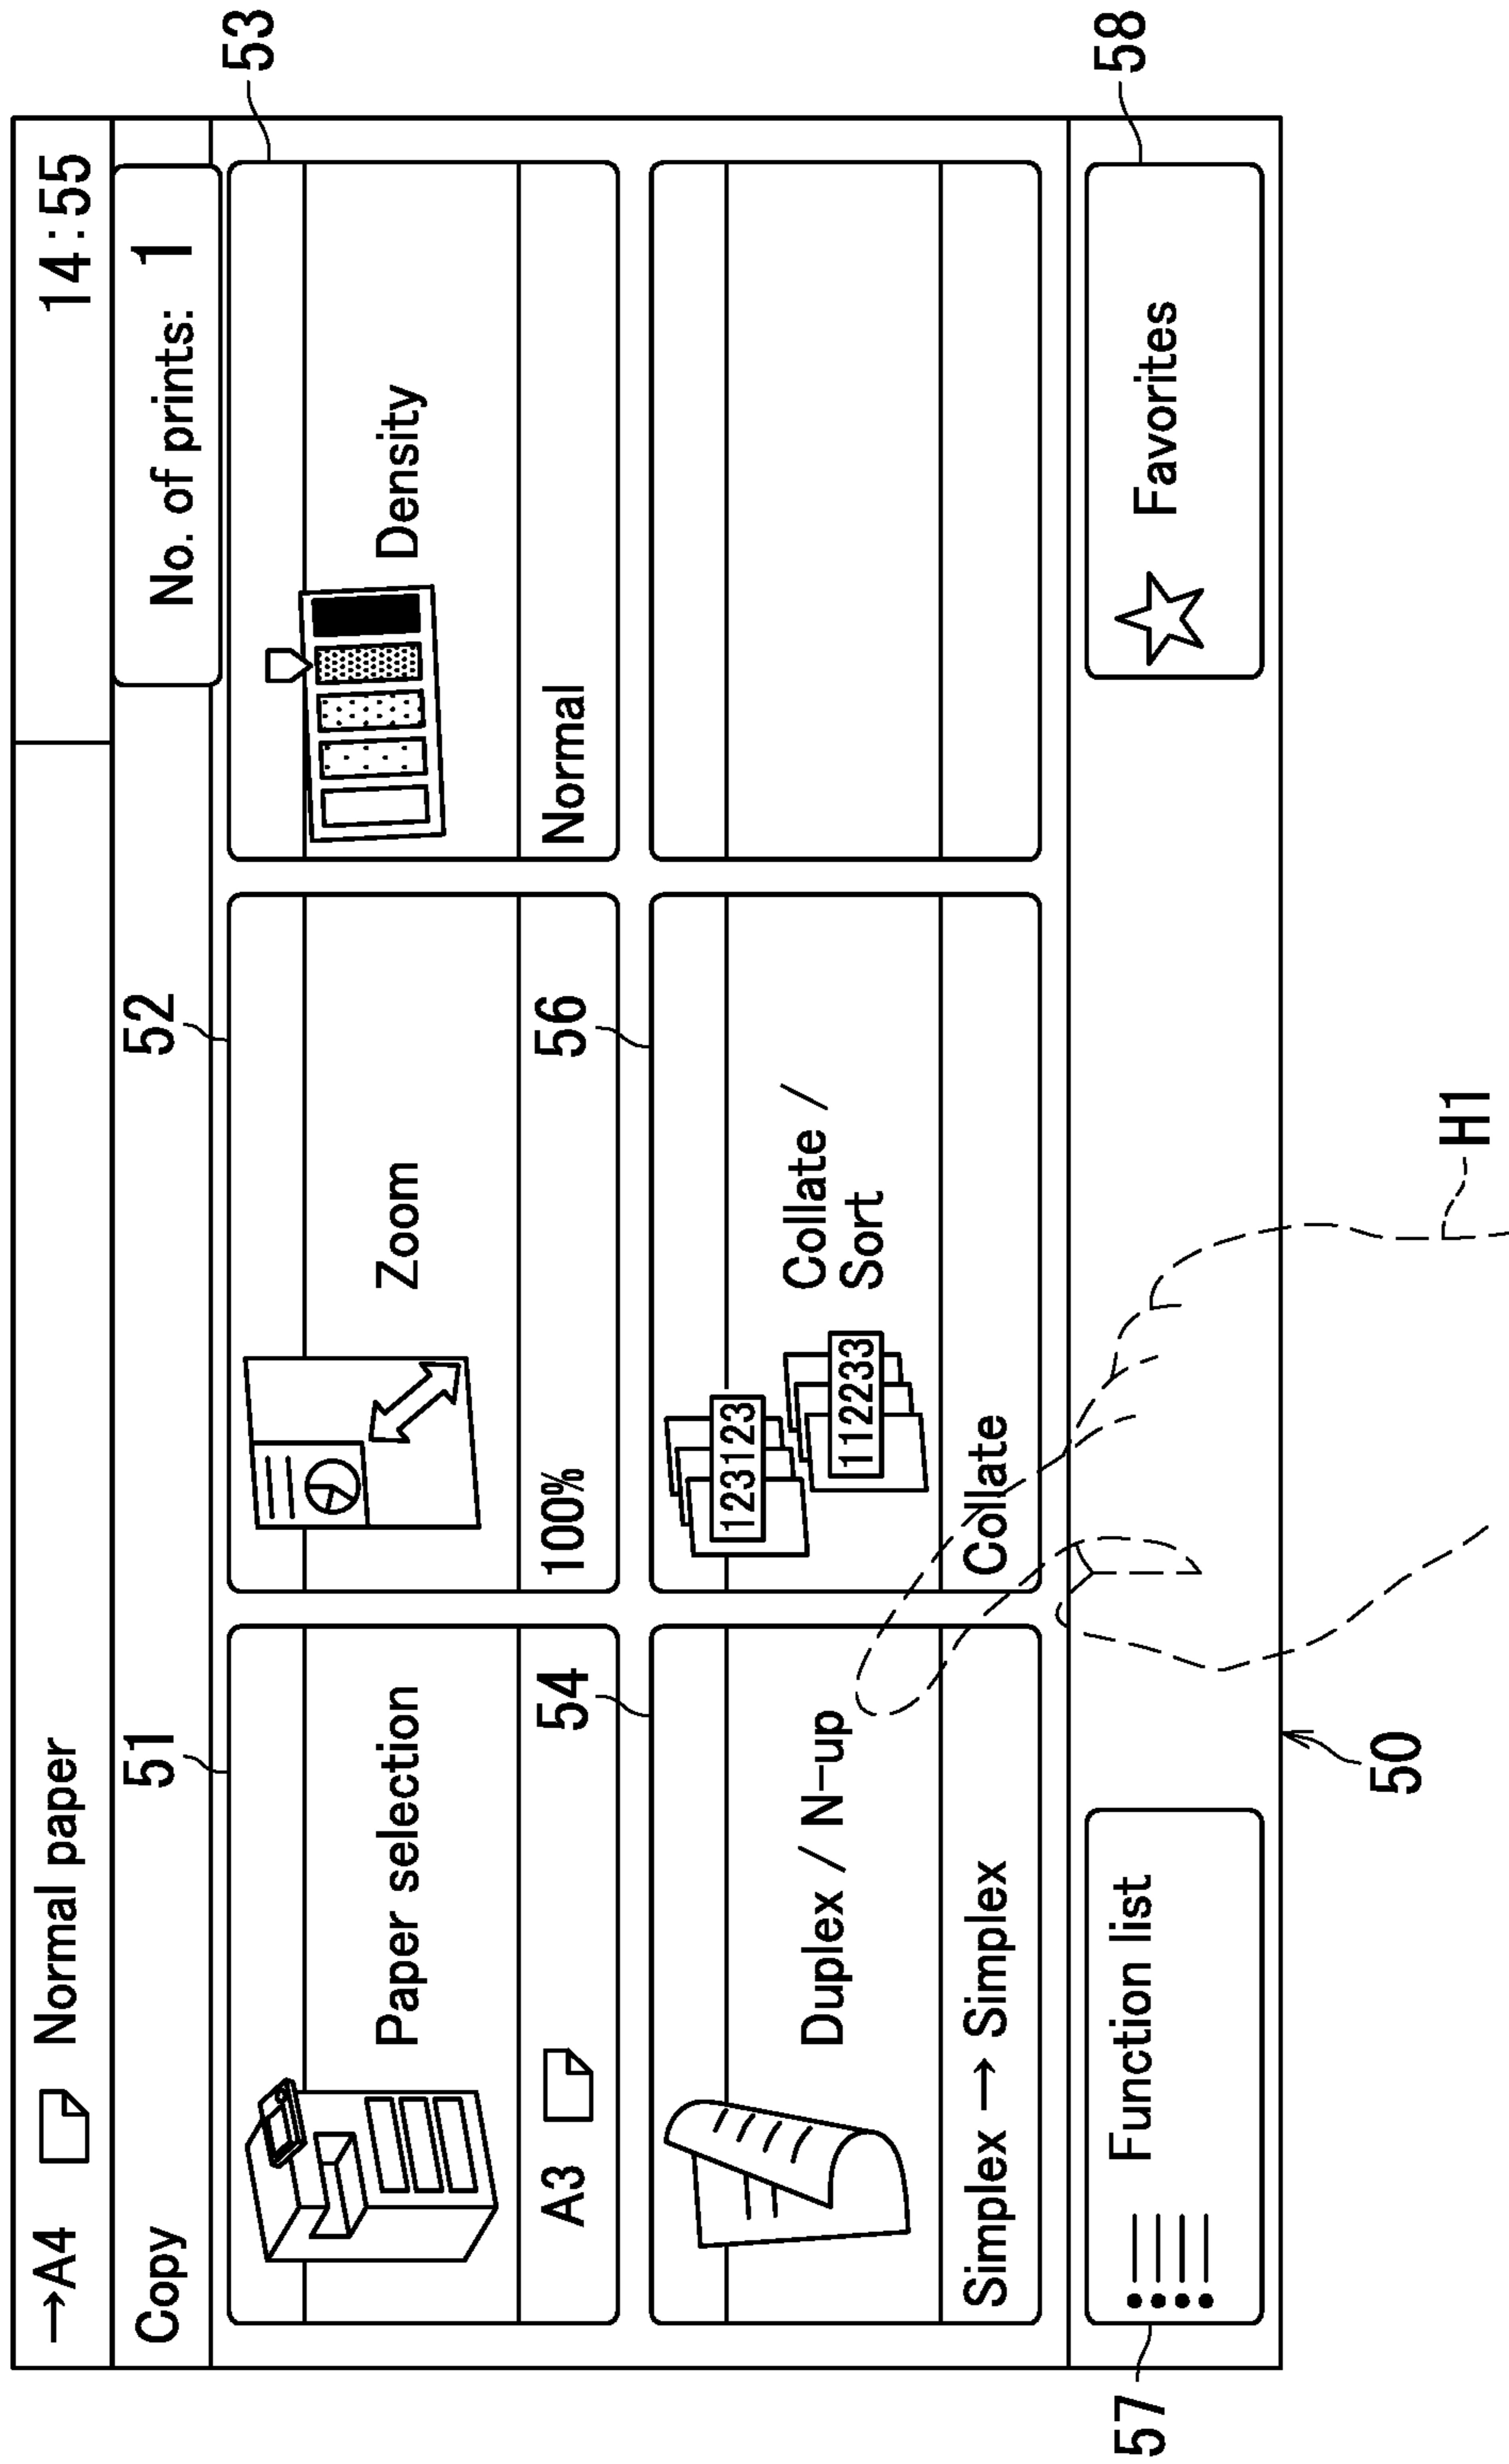 →A4 Normal paper
14:55
Copy
No. of prints: 1
51
52
53
Paper selection
A3
Zoom
100%
Density
Normal
54
56
Duplex / N-up
Simplex → Simplex
123123
112233
Collate /
Sort
Collate
57
Function list
Favorites
58
50
H1